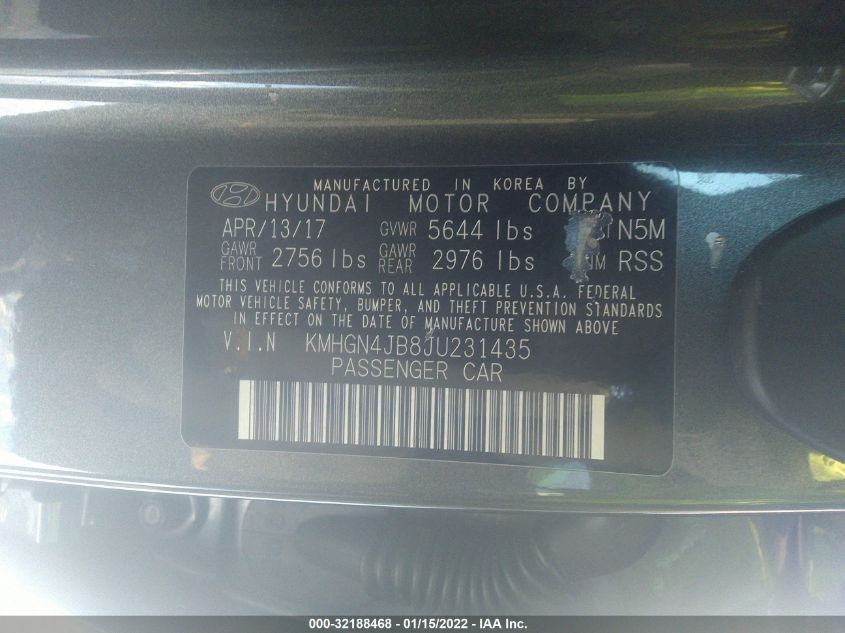 MANUFACTURED IN KOREA BY
HYUNDAI MOTOR COMPANY
APR/13/17 GVWR 5644 lbs N5M
GAWR FRONT 2756 lbs GAWR REAR 2976 lbs RSS
THIS VEHICLE CONFORMS TO ALL APPLICABLE U.S.A. FEDERAL
MOTOR VEHICLE SAFETY, BUMPER, AND THEFT PREVENTION STANDARDS
IN EFFECT ON THE DATE OF MANUFACTURE SHOWN ABOVE
V.I.N KMHGN4JB8JU231435
PASSENGER CAR
000-32188468 - 01/15/2022 - IAA Inc.